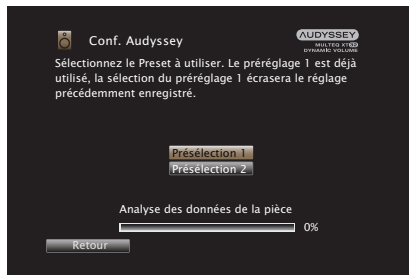 Conf. Audyssey
AUDYSSEY
MULTEQ XT32
DYNAMIC VOLUME
Sélectionnez le Preset à utiliser. Le préréglage 1 est déjà
utilisé, la sélection du préréglage 1 écrasera le réglage
précédemment enregistré.
Présélection 1
Présélection 2
Analyse des données de la pièce
0%
Retour